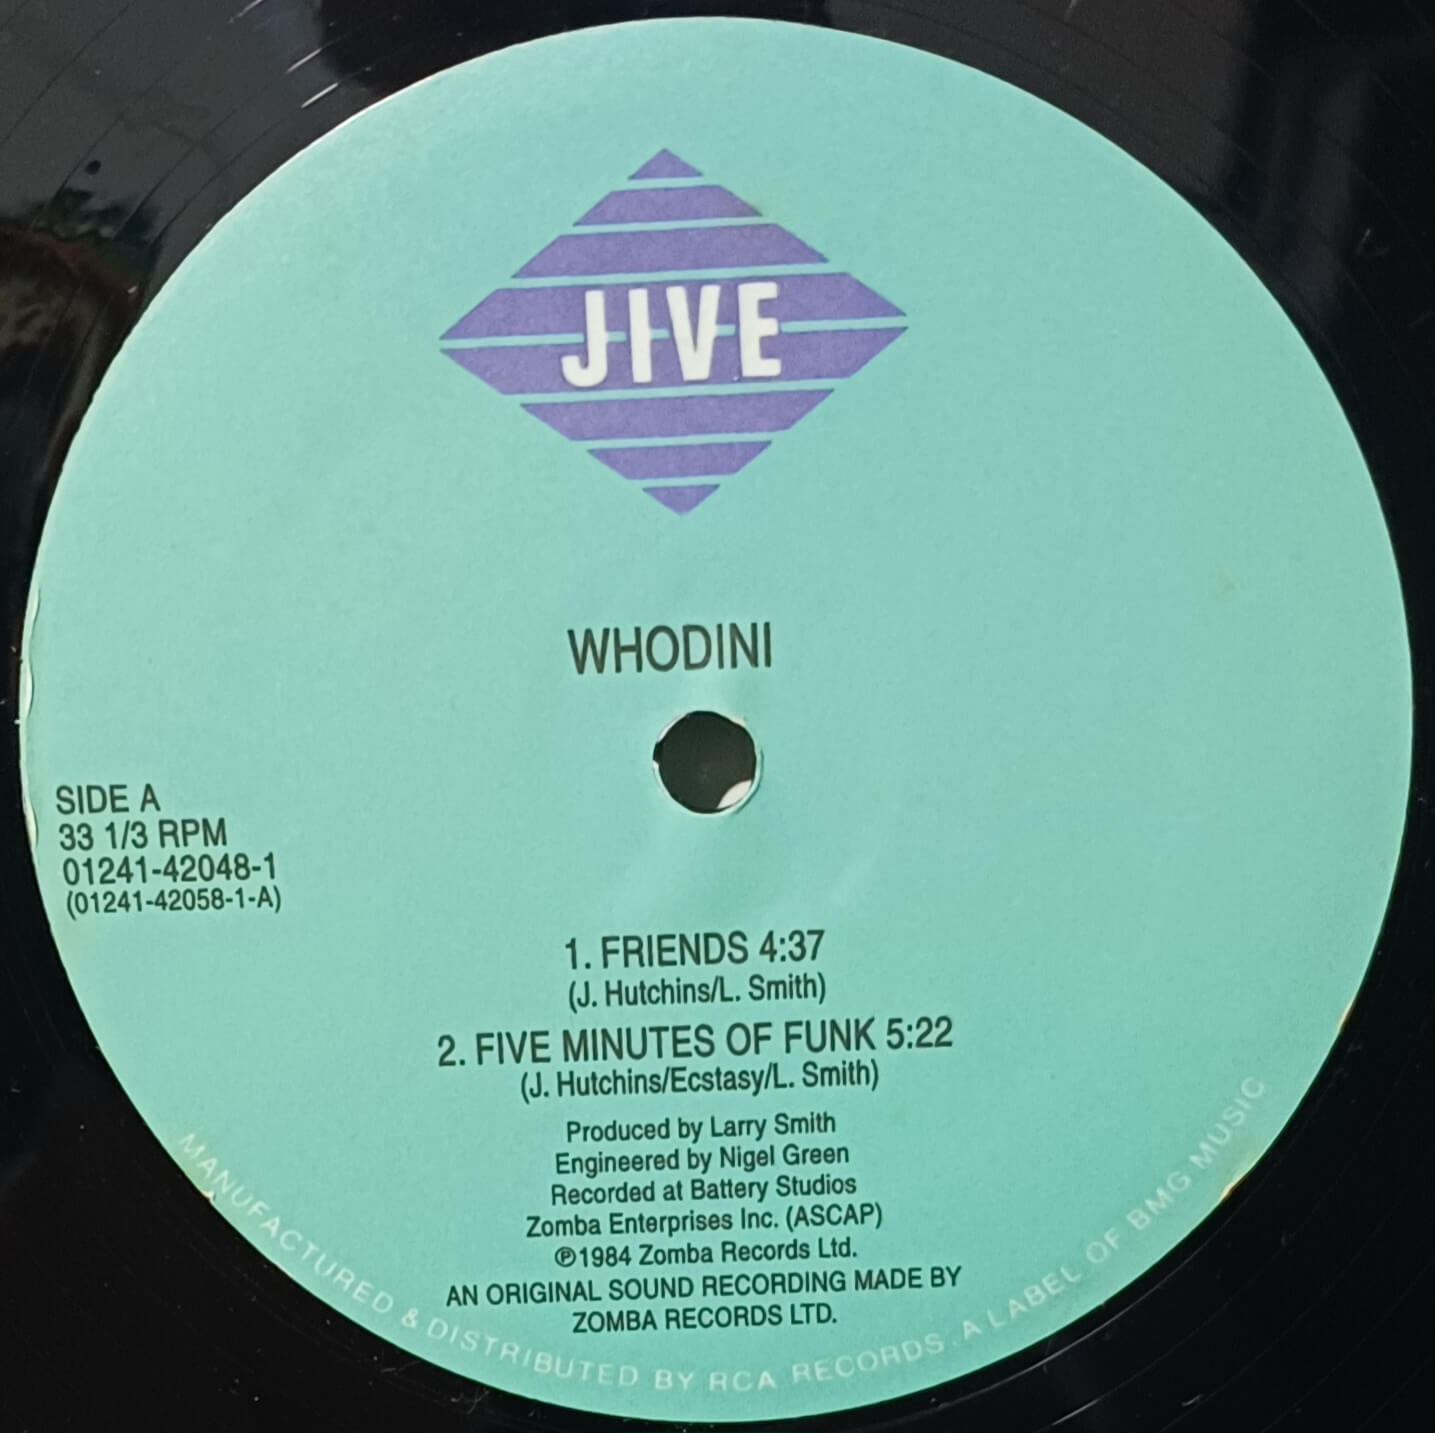 JIVE
WHODINI
SIDE A
33 1/3 RPM
01241-42048-1
(01241-42058-1-A)
1. FRIENDS 4:37
(J. Hutchins/L. Smith)
2. FIVE MINUTES OF FUNK 5:22
(J. Hutchins/Ecstasy/L. Smith)
Produced by Larry Smith
Engineered by Nigel Green
Recorded at Battery Studios
Zomba Enterprises Inc. (ASCAP)
℗1984 Zomba Records Ltd.
AN ORIGINAL SOUND RECORDING MADE BY
ZOMBA RECORDS LTD.
MANUFACTURED & DISTRIBUTED BY RCA RECORDS. A LABEL OF BMG MUSIC